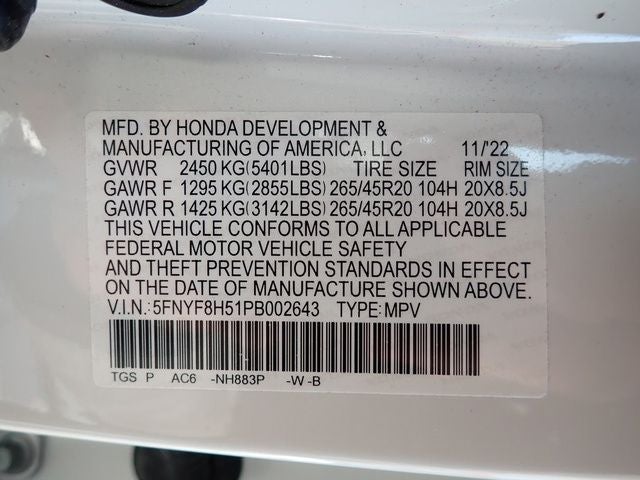 MFD. BY HONDA DEVELOPMENT &
MANUFACTURING OF AMERICA, LLC 11/'22
GVWR 2450 KG(5401LBS) TIRE SIZE RIM SIZE
GAWR F 1295 KG(2855LBS) 265/45R20 104H 20X8.5J
GAWR R 1425 KG(3142LBS) 265/45R20 104H 20X8.5J
THIS VEHICLE CONFORMS TO ALL APPLICABLE
FEDERAL MOTOR VEHICLE SAFETY
AND THEFT PREVENTION STANDARDS IN EFFECT
ON THE DATE OF MANUFACTURE SHOWN ABOVE.
V.I.N.: 5FNYF8H51PB002643 TYPE: MPV
TGS P AC6 -NH883P -W -B